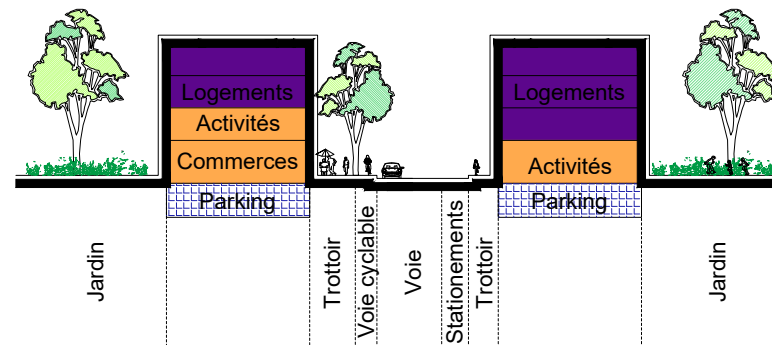 Logements
Activités
Commerces
Parking
Logements
Activités
Parking
Jardin
Trottoir
Voie cyclable
Voie
Stationements
Trottoir
Jardin